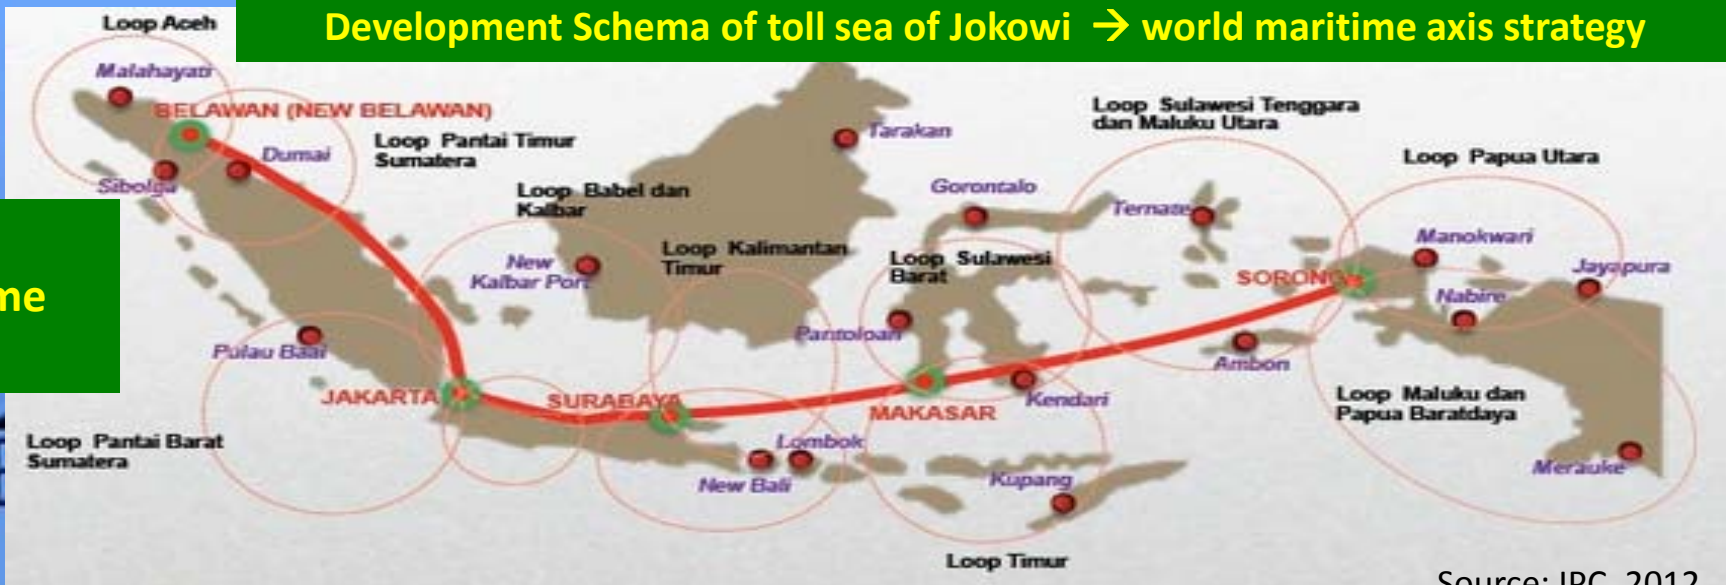 Development Schema of toll sea of Jokowi → world maritime axis strategy
Loop Aceh
Malahayati
BELAWAN (NEW BELAWAN)
Loop Pantai Timur
Sumatera
Dumai
Sibolga
Tarakan
Loop Sulawesi Tenggara
dan Maluku Utara
Loop Papua Utara
Loop Babel dan
Kalbar
Gorontalo
Ternate
New
Kalbar Port
Loop Kalimantan
Timur
Loop Sulawesi
Barat
Manokwari
SORONG
Jayapura
Nabire
me
Pulau Baai
Pantoloan
Ambon
JAKARTA
SURABAYA
MAKASAR
Kendari
Loop Maluku dan
Papua Baratdaya
Loop Pantai Barat
Sumatera
Lombok
New Bali
Kupang
Merauke
Loop Timur
Source: IPC, 2012